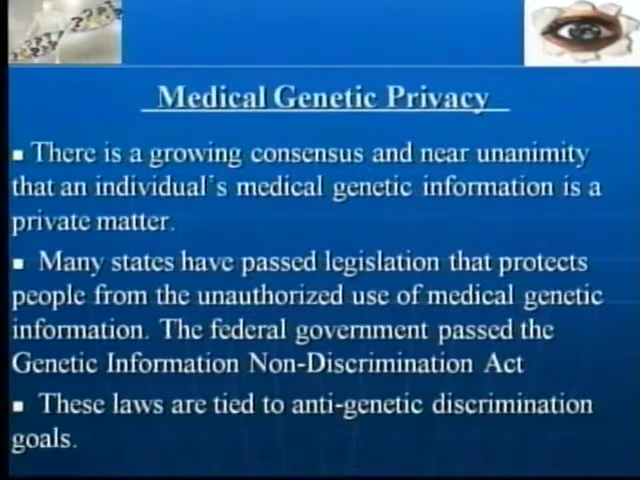 Medical Genetic Privacy
▪ There is a growing consensus and near unanimity
that an individual's medical genetic information is a
private matter.
▪ Many states have passed legislation that protects
people from the unauthorized use of medical genetic
information. The federal government passed the
Genetic Information Non-Discrimination Act
▪ These laws are tied to anti-genetic discrimination
goals.